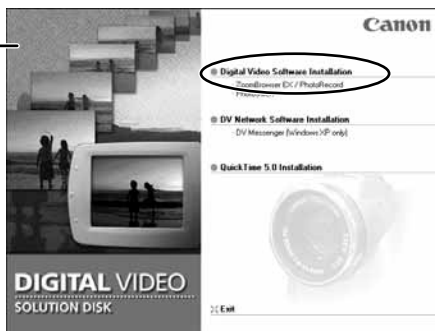 Canon
Digital Video Software Installation
ZoomBrowser EX / PhotoRecord
DV Network Software Installation
- DV Messenger (Windows XP only)
QuickTime 5.0 Installation
DIGITAL VIDEO
SOLUTION DISK
Exit